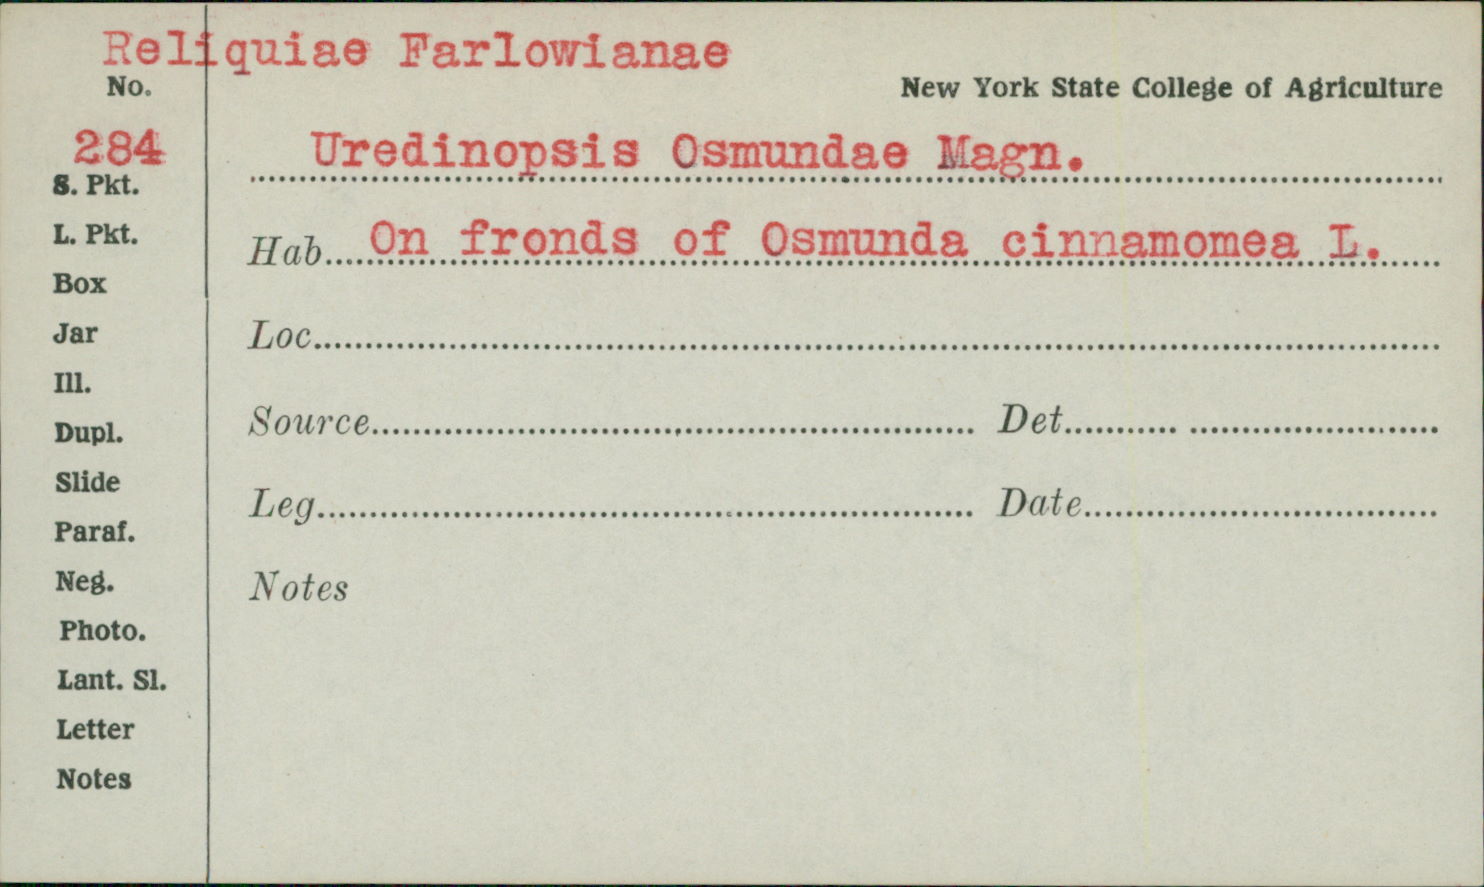 Reliquiae Farlowianae
No.
New York State College of Agriculture
284
Uredinopsis Osmundae Magn.
S. Pkt.
L. Pkt.
Hab. On fronds of Osmunda cinnamomea L.
Box
Jar
Loc.
Ill.
Dupl.
Source Det.
Slide
Leg. Date
Paraf.
Neg.
Notes
Photo.
Lant. Sl.
Letter
Notes